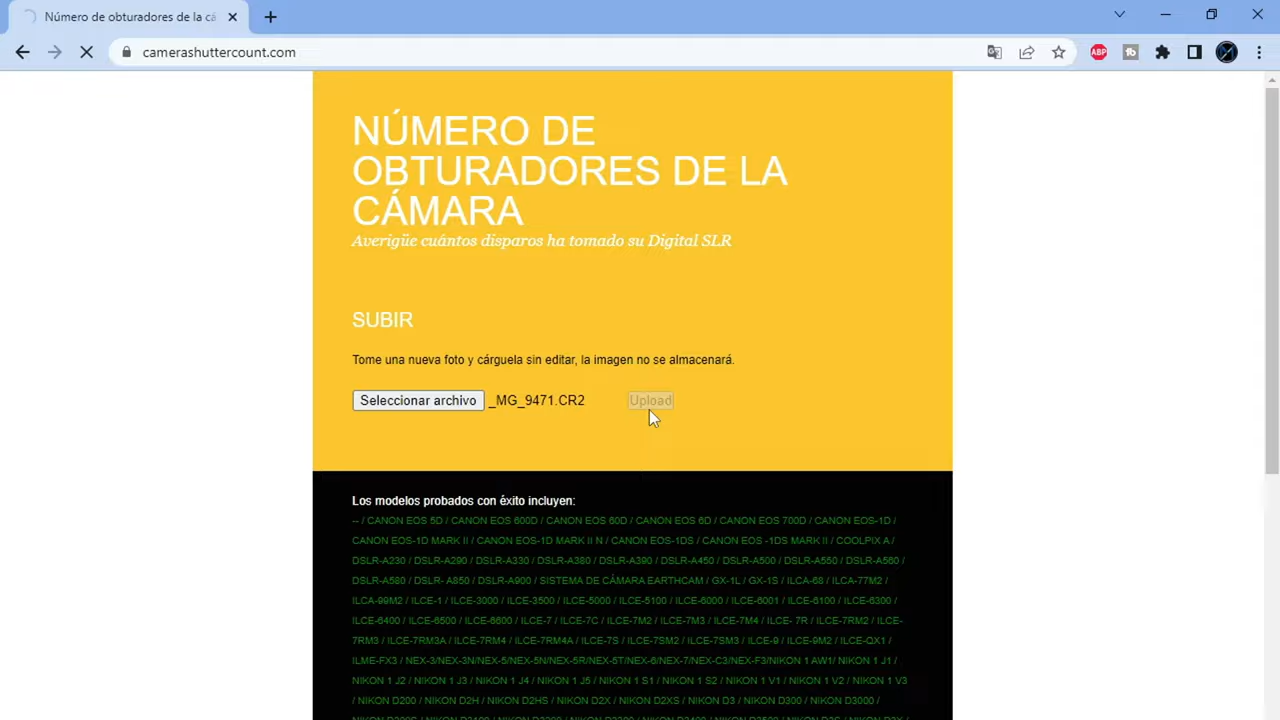 Número de obturadores de la cá
camerashuttercount.com
ABP
NÚMERO DE
OBTURADORES DE LA
CÁMARA
Averigüe cuántos disparos ha tomado su Digital SLR
SUBIR
Tome una nueva foto y cárguela sin editar, la imagen no se almacenará.
Seleccionar archivo _MG_9471.CR2 Upload
Los modelos probados con éxito incluyen:
-- / CANON EOS 5D / CANON EOS 600D / CANON EOS 60D / CANON EOS 6D / CANON EOS 700D / CANON EOS-1D /
CANON EOS-1D MARK II / CANON EOS-1D MARK II N / CANON EOS-1DS / CANON EOS -1DS MARK II / COOLPIX A /
DSLR-A230 / DSLR-A290 / DSLR-A330 / DSLR-A380 / DSLR-A390 / DSLR-A450 / DSLR-A500 / DSLR-A550 / DSLR-A560 /
DSLR-A580 / DSLR- A850 / DSLR-A900 / SISTEMA DE CÁMARA EARTHCAM / GX-1L / GX-1S / ILCA-68 / ILCA-77M2 /
ILCA-99M2 / ILCE-1 / ILCE-3000 / ILCE-3500 / ILCE-5000 / ILCE-5100 / ILCE-6000 / ILCE-6001 / ILCE-6100 / ILCE-6300 /
ILCE-6400 / ILCE-6500 / ILCE-6600 / ILCE-7 / ILCE-7C / ILCE-7M2 / ILCE-7M3 / ILCE-7M4 / ILCE- 7R / ILCE-7RM2 / ILCE-
7RM3 / ILCE-7RM3A / ILCE-7RM4 / ILCE-7RM4A / ILCE-7S / ILCE-7SM2 / ILCE-7SM3 / ILCE-9 / ILCE-9M2 / ILCE-QX1 /
ILME-FX3 / NEX-3/NEX-3N/NEX-5/NEX-5N/NEX-5R/NEX-5T/NEX-6/NEX-7/NEX-C3/NEX-F3/NIKON 1 AW1/ NIKON 1 J1 /
NIKON 1 J2 / NIKON 1 J3 / NIKON 1 J4 / NIKON 1 J5 / NIKON 1 S1 / NIKON 1 S2 / NIKON 1 V1 / NIKON 1 V2 / NIKON 1 V3
/ NIKON D200 / NIKON D2H / NIKON D2HS / NIKON D2X / NIKON D2XS / NIKON D3 / NIKON D300 / NIKON D3000 /